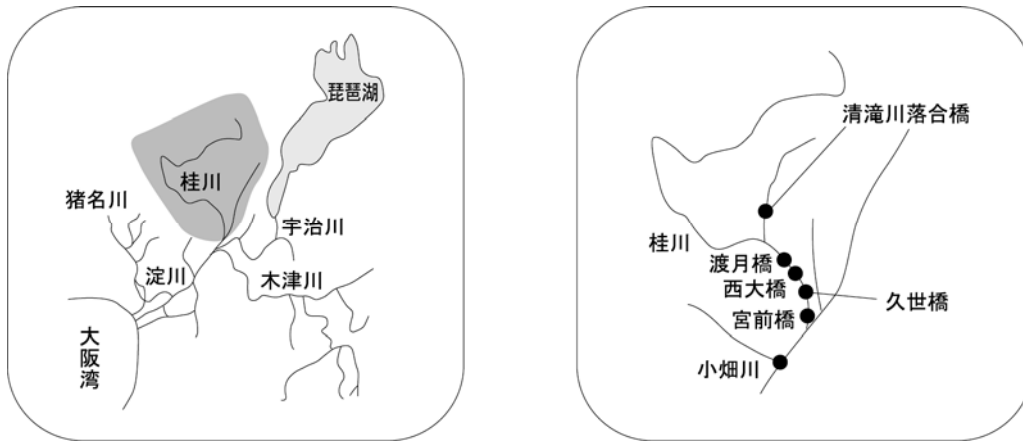 琵琶湖
桂川
猪名川
宇治川
淀川
木津川
大阪湾
清滝川落合橋
桂川
渡月橋
西大橋
久世橋
宮前橋
小畑川